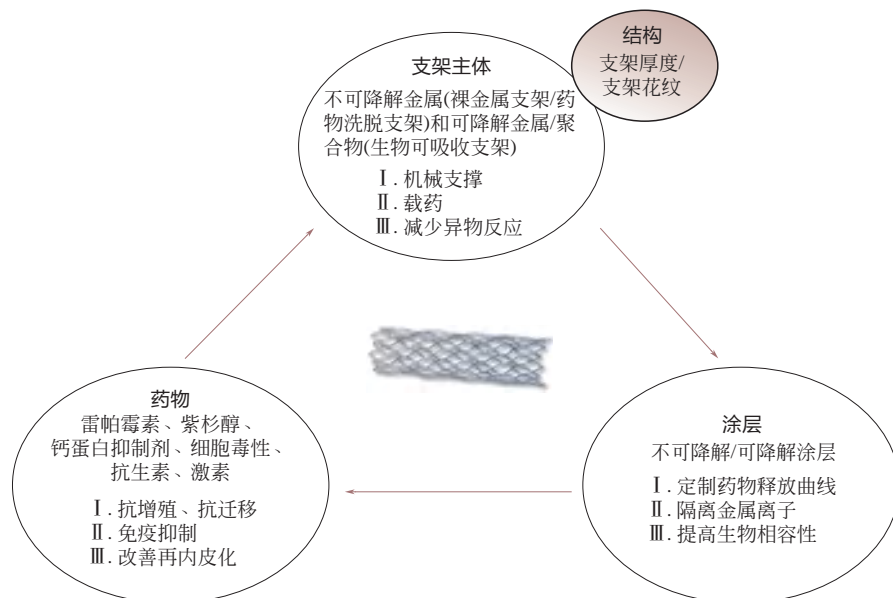 结构
支架厚度/
支架花纹
支架主体
不可降解金属(裸金属支架/药
物洗脱支架)和可降解金属/聚
合物(生物可吸收支架)
Ⅰ. 机械支撑
Ⅱ. 载药
Ⅲ. 减少异物反应
药物
雷帕霉素、紫杉醇、
钙蛋白抑制剂、细胞毒性、
抗生素、激素
Ⅰ. 抗增殖、抗迁移
Ⅱ. 免疫抑制
Ⅲ. 改善再内皮化
涂层
不可降解/可降解涂层
Ⅰ. 定制药物释放曲线
Ⅱ. 隔离金属离子
Ⅲ. 提高生物相容性